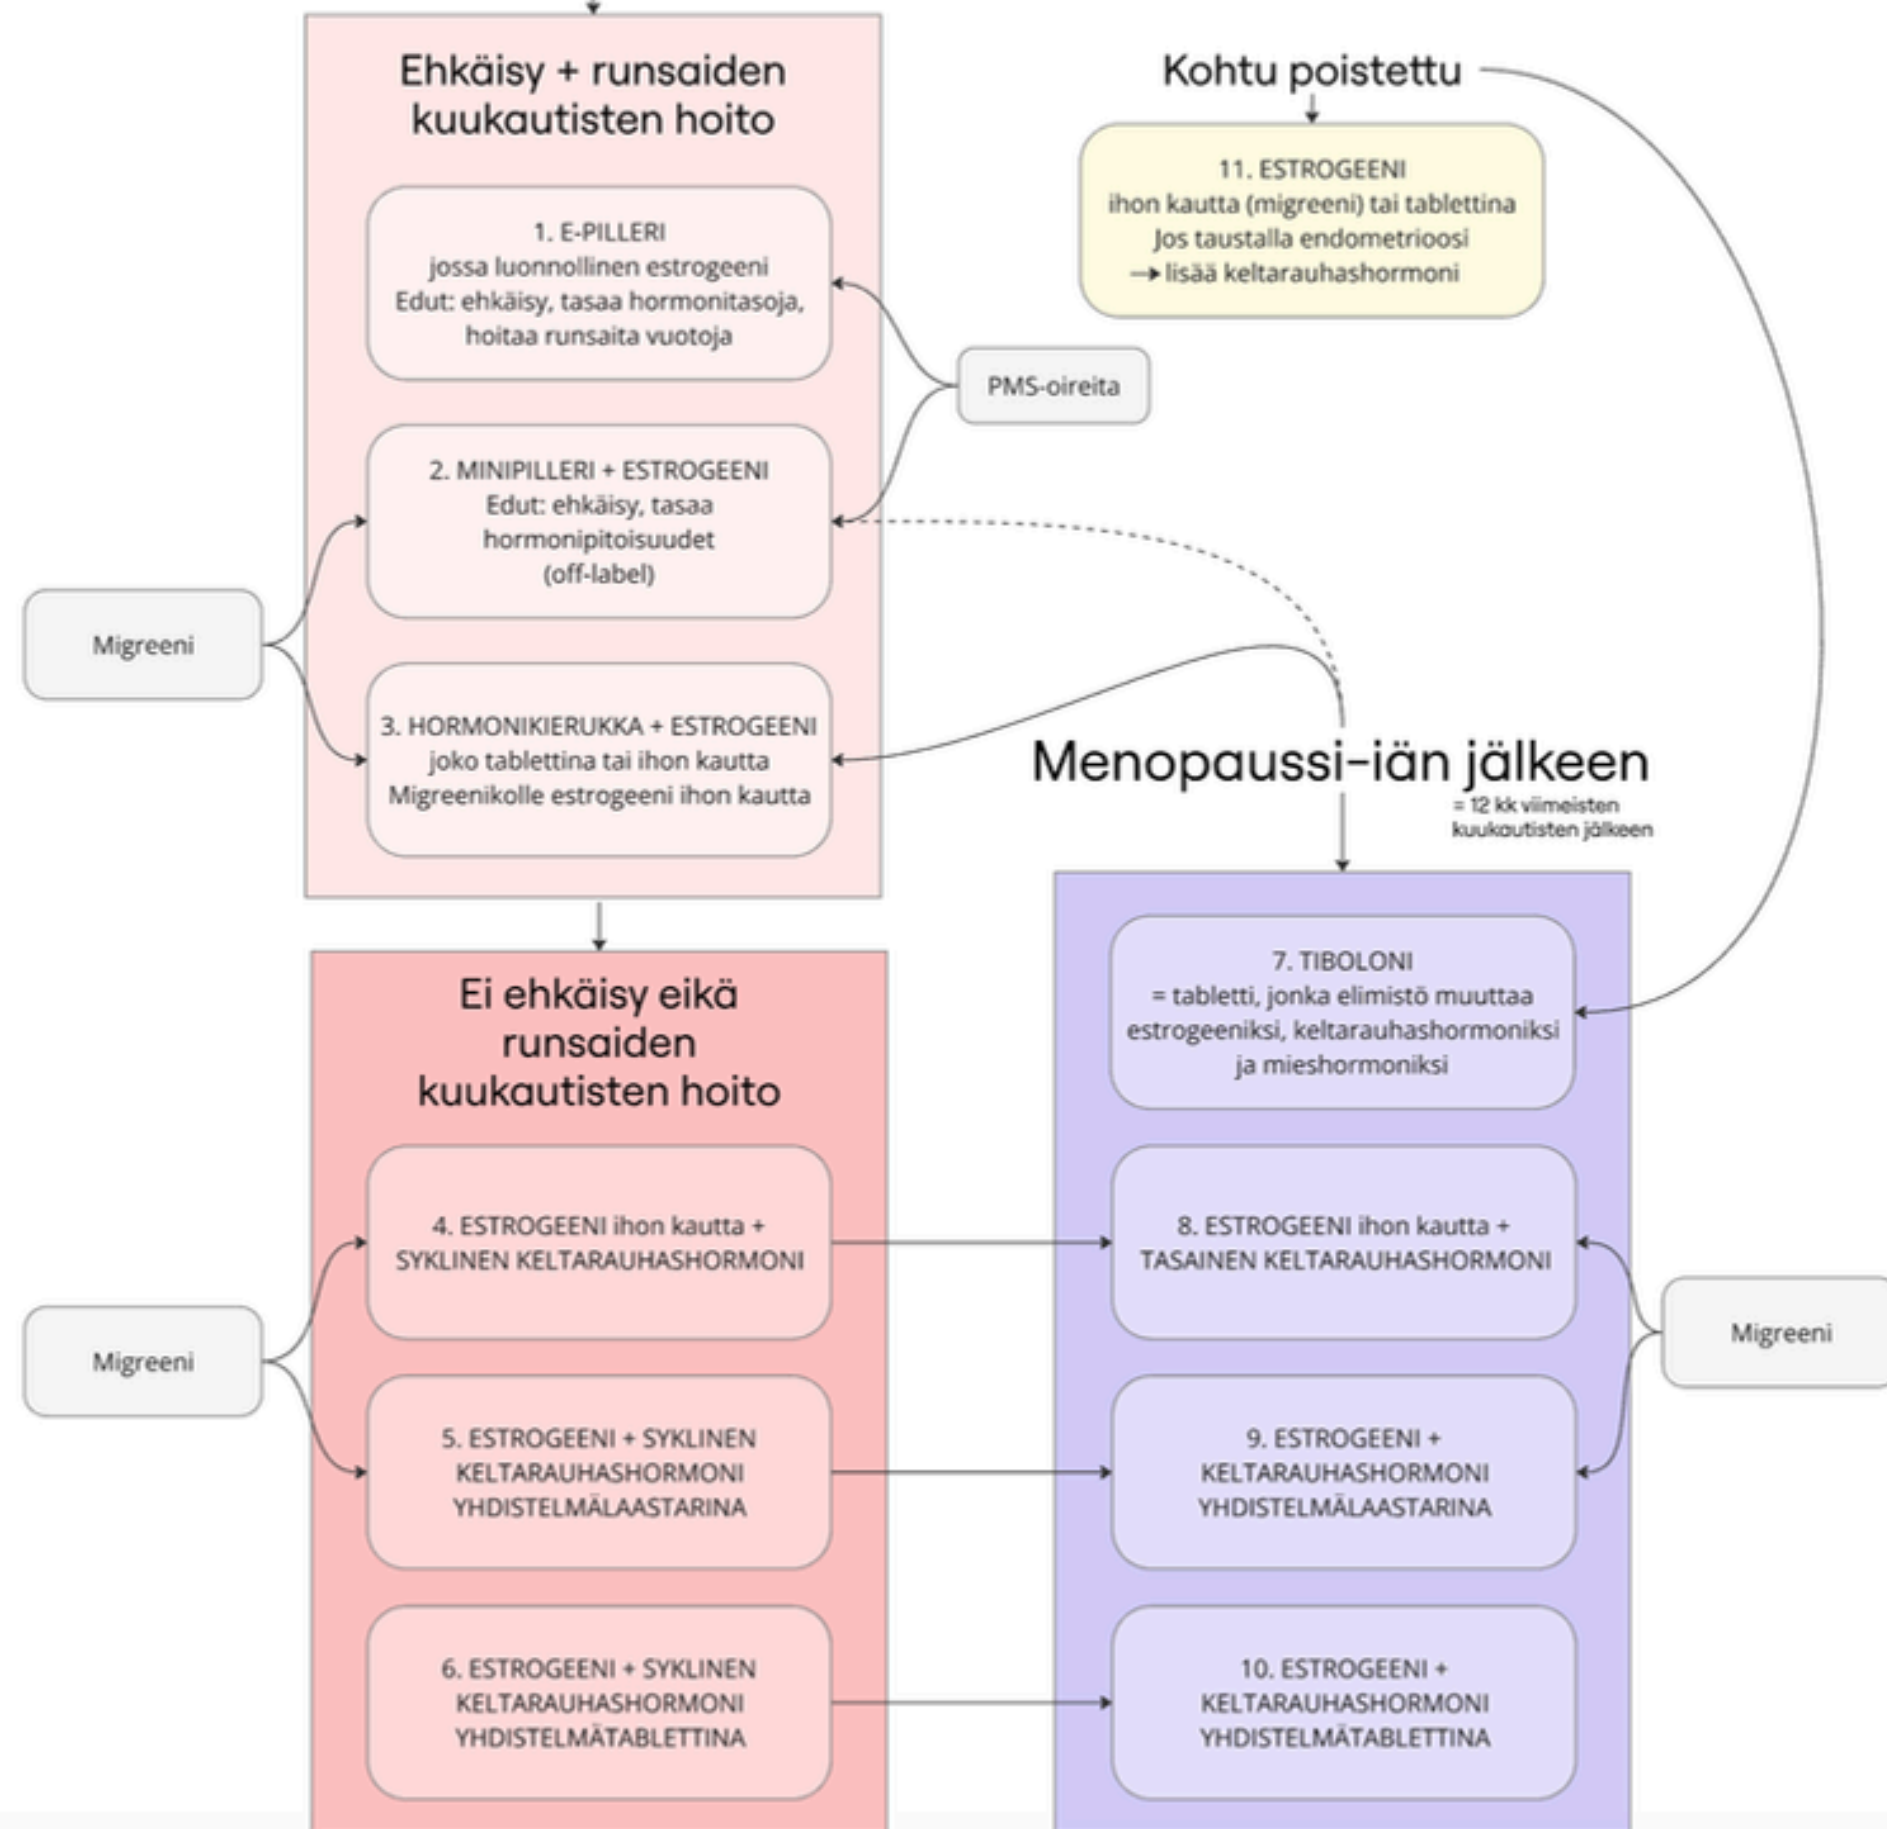 Ehkäisy + runsaiden
kuukautisten hoito
1. E-PILLERI
jossa luonnollinen estrogeeni
Edut: ehkäisy, tasaa hormonitasoja,
hoitaa runsaita vuotoja
2. MINIPILLERI + ESTROGEENI
Edut: ehkäisy, tasaa
hormonipitoisuudet
(off-label)
3. HORMONIKIERUKKA + ESTROGEENI
joko tablettina tai ihon kautta
Migreenikolle estrogeeni ihon kautta
Migreeni
PMS-oireita
Kohtu poistettu
11. ESTROGEENI
ihon kautta (migreeni) tai tablettina
Jos taustalla endometrioosi
→ lisää keltarauhashormoni
Ei ehkäisy eikä
runsaiden
kuukautisten hoito
4. ESTROGEENI ihon kautta +
SYKLINEN KELTARAUHASHORMONI
5. ESTROGEENI + SYKLINEN
KELTARAUHASHORMONI
YHDISTELMÄLAASTARINA
6. ESTROGEENI + SYKLINEN
KELTARAUHASHORMONI
YHDISTELMÄTABLETTINA
Migreeni
Menopaussi-iän jälkeen
= 12 kk viimeisten
kuukautisten jälkeen
7. TIBOLONI
= tabletti, jonka elimistö muuttaa
estrogeeniksi, keltarauhashormoniksi
ja mieshormoniksi
8. ESTROGEENI ihon kautta +
TASAINEN KELTARAUHASHORMONI
9. ESTROGEENI +
KELTARAUHASHORMONI
YHDISTELMÄLAASTARINA
10. ESTROGEENI +
KELTARAUHASHORMONI
YHDISTELMÄTABLETTINA
Migreeni